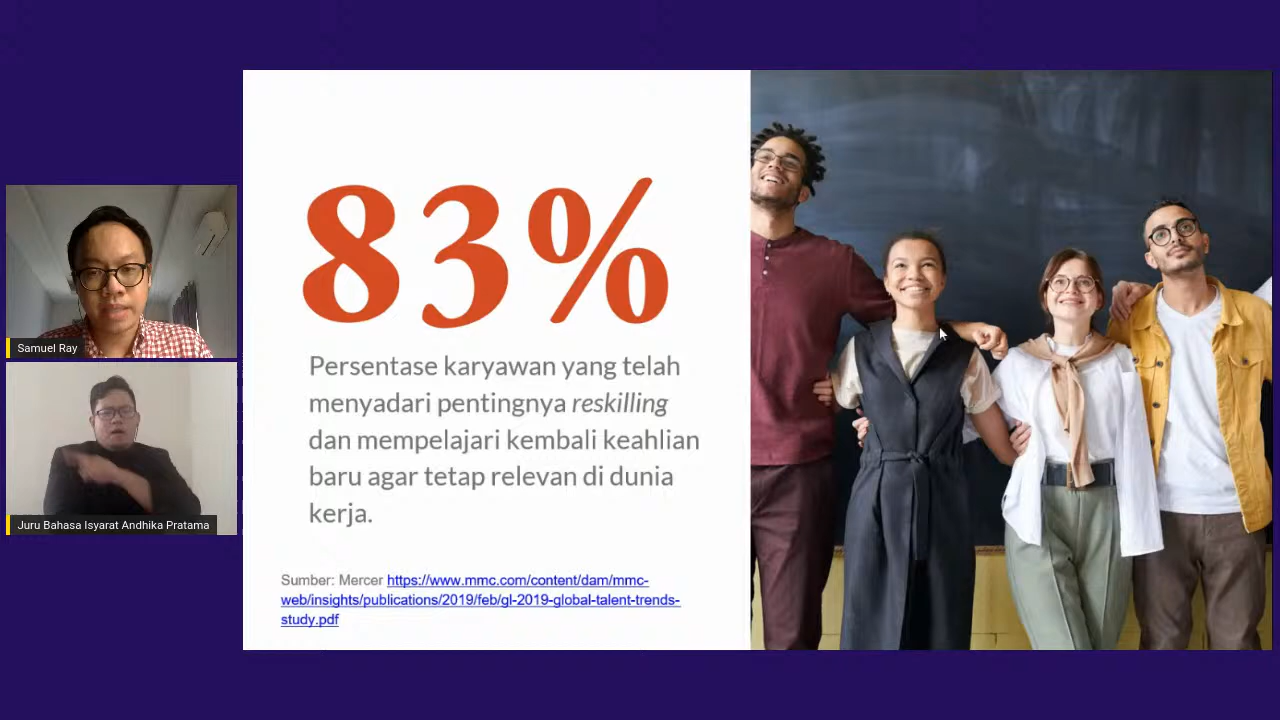 83%
Persentase karyawan yang telah
menyadari pentingnya reskilling
dan mempelajari kembali keahlian
baru agar tetap relevan di dunia
kerja.
Sumber: Mercer https://www.mmc.com/content/dam/mmc-
web/insights/publications/2019/feb/gl-2019-global-talent-trends-
study.pdf
Samuel Ray
Juru Bahasa Isyarat Andhika Pratama